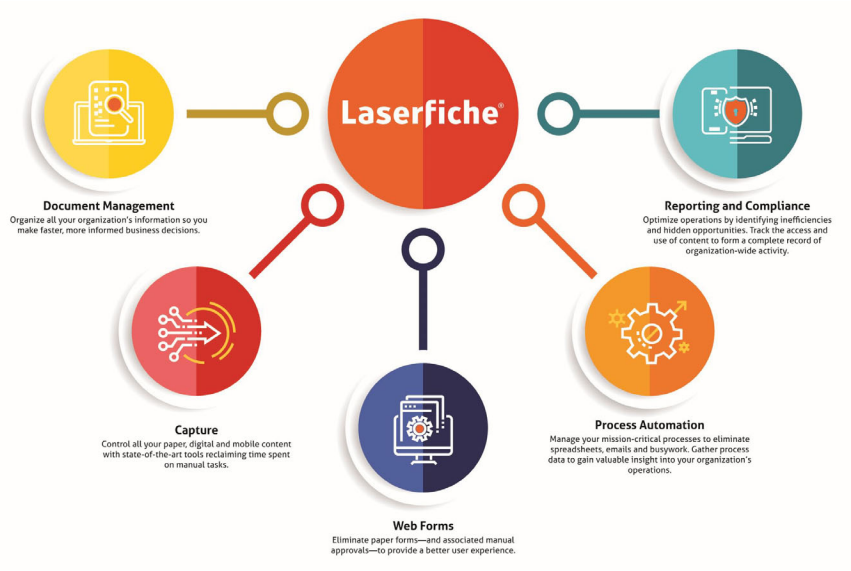 Laserfiche®
Document Management
Organize all your organization's information so you
make faster, more informed business decisions.
Reporting and Compliance
Optimize operations by identifying inefficiencies
and hidden opportunities. Track the access and
use of content to form a complete record of
organization-wide activity.
Capture
Control all your paper, digital and mobile content
with state-of-the-art tools reclaiming time spent
on manual tasks.
Process Automation
Manage your mission-critical processes to eliminate
spreadsheets, emails and busywork. Gather process
data to gain valuable insight into your organization's
operations.
Web Forms
Eliminate paper forms—and associated manual
approvals—to provide a better user experience.